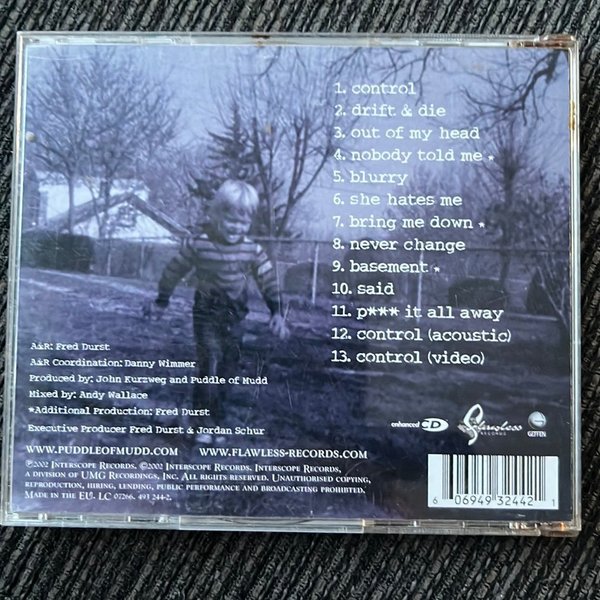 1. control
2. drift & die
3. out of my head
4. nobody told me *
5. blurry
6. she hates me
7. bring me down *
8. never change
9. basement *
10. said
11. p*** it all away
12. control (acoustic)
13. control (video)
A&R: Fred Durst
A&R Coordination: Danny Wimmer
Produced by: John Kurzweg and Puddle of Mudd
Mixed by: Andy Wallace
*Additional Production: Fred Durst
Executive Producer Fred Durst & Jordan Schur
enhanced CD
Flawless
RECORDS
GEFFEN
WWW.PUDDLEOFMUDD.COM WWW.FLAWLESS-RECORDS.COM
℗2002 Interscope Records. ©2002 Interscope Records. Interscope Records,
a division of UMG Recordings, Inc. All rights reserved. Unauthorised copying,
reproduction, hiring, lending, public performance and broadcasting prohibited.
Made in the EU. LC 07266. 493 244-2.
6 06949 32442 1